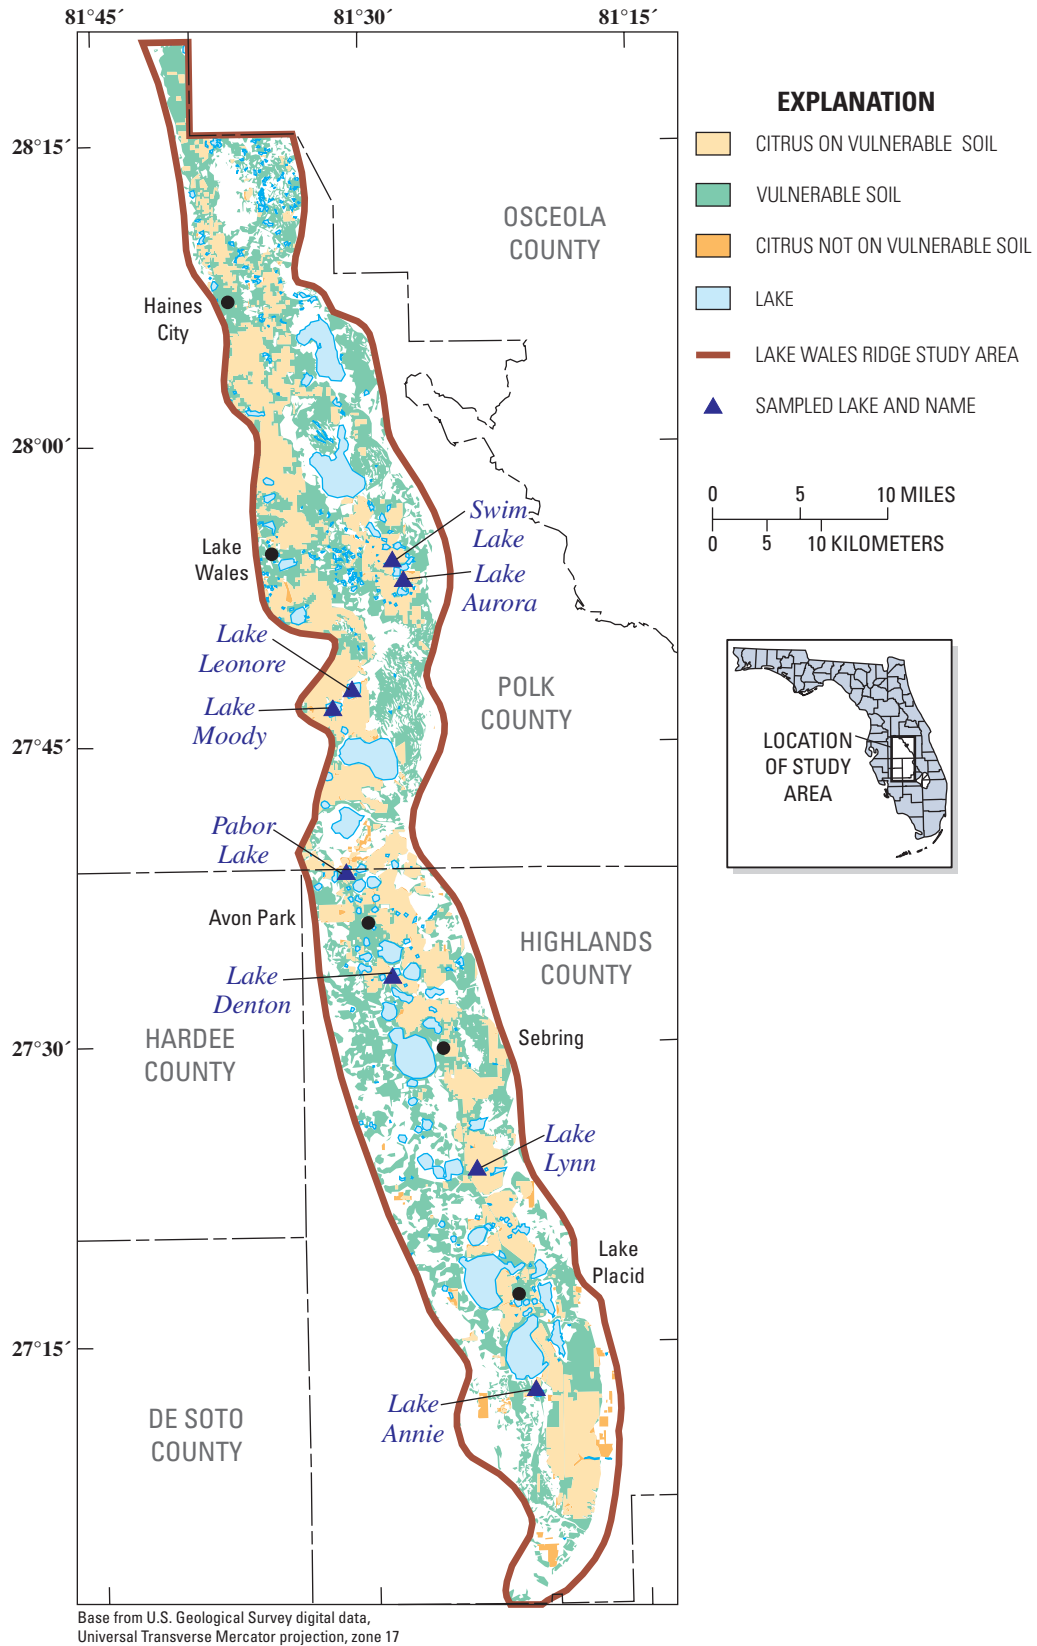 81°45´
81°30´
81°15´
28°15´
28°00´
27°45´
27°30´
27°15´
EXPLANATION
CITRUS ON VULNERABLE SOIL
VULNERABLE SOIL
CITRUS NOT ON VULNERABLE SOIL
LAKE
LAKE WALES RIDGE STUDY AREA
SAMPLED LAKE AND NAME
0 5 10 MILES
0 5 10 KILOMETERS
OSCEOLA
COUNTY
Haines
City
Swim
Lake
Lake
Wales
Lake
Aurora
Lake
Leonore
Lake
Moody
POLK
COUNTY
LOCATION
OF STUDY
AREA
Pabor
Lake
Avon Park
HIGHLANDS
COUNTY
Lake
Denton
HARDEE
COUNTY
Sebring
Lake
Lynn
Lake
Placid
Lake
Annie
DE SOTO
COUNTY
Base from U.S. Geological Survey digital data,
Universal Transverse Mercator projection, zone 17